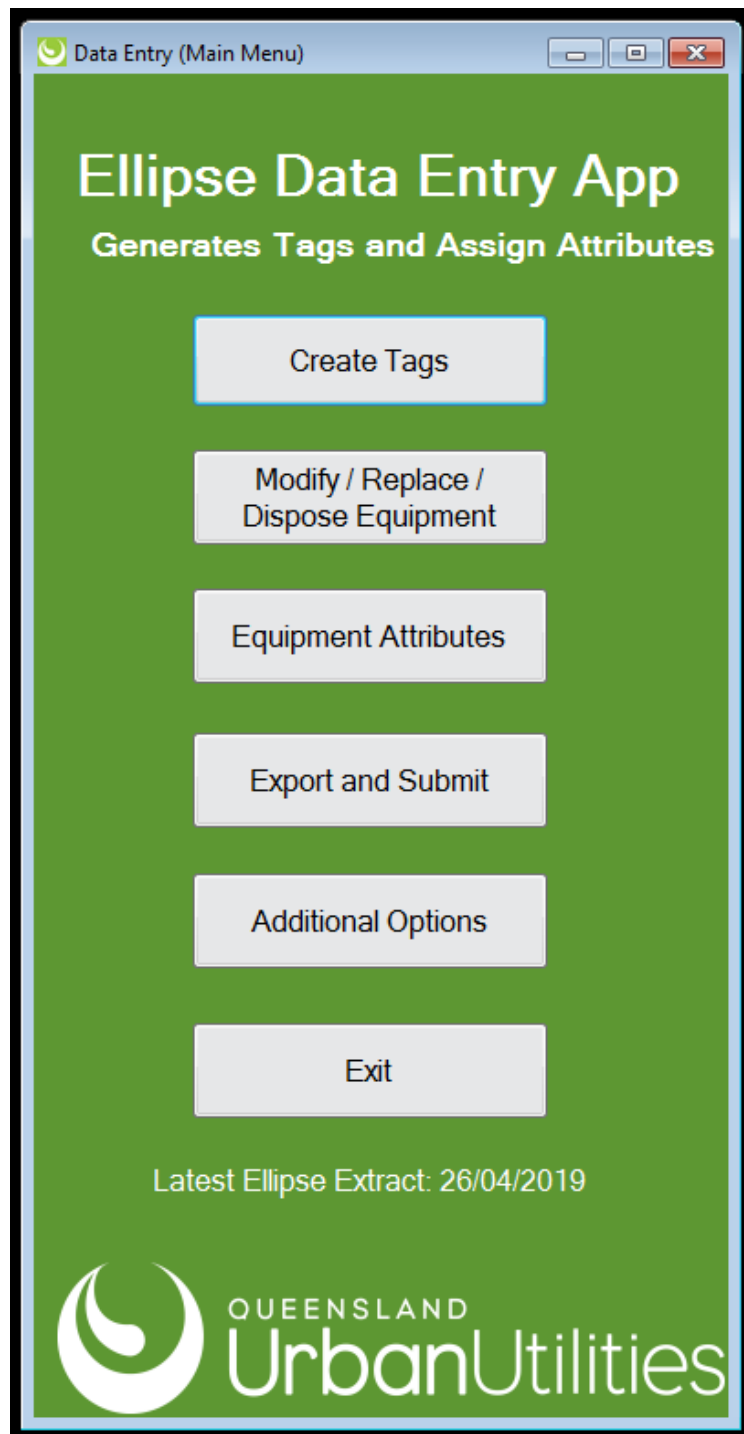 Data Entry (Main Menu)
Ellipse Data Entry App
Generates Tags and Assign Attributes
Create Tags
Modify / Replace /
Dispose Equipment
Equipment Attributes
Export and Submit
Additional Options
Exit
Latest Ellipse Extract: 26/04/2019
QUEENSLAND
UrbanUtilities